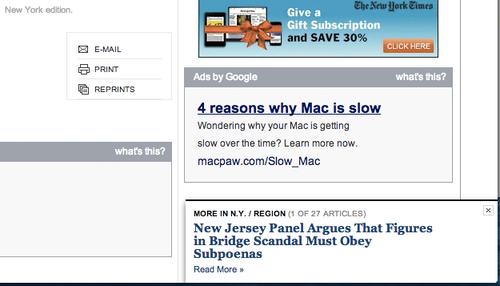 New York edition.
E-MAIL
PRINT
REPRINTS
what's this?
The New York Times
Give a
Gift Subscription
and SAVE 30%
CLICK HERE
Ads by Google what's this?
4 reasons why Mac is slow
Wondering why your Mac is getting
slow over the time? Learn more now.
macpaw.com/Slow_Mac
MORE IN N.Y. / REGION (1 OF 27 ARTICLES)
New Jersey Panel Argues That Figures
in Bridge Scandal Must Obey
Subpoenas
Read More »